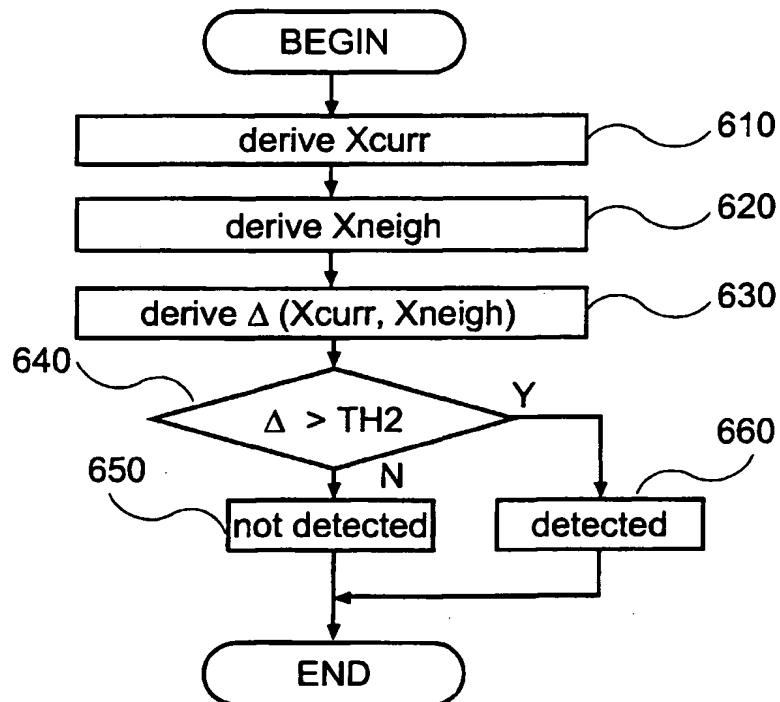 BEGIN
derive Xcurr
610
derive Xneigh
620
derive Δ (Xcurr, Xneigh)
630
640
Δ > TH2
Y
N
650
not detected
660
detected
END